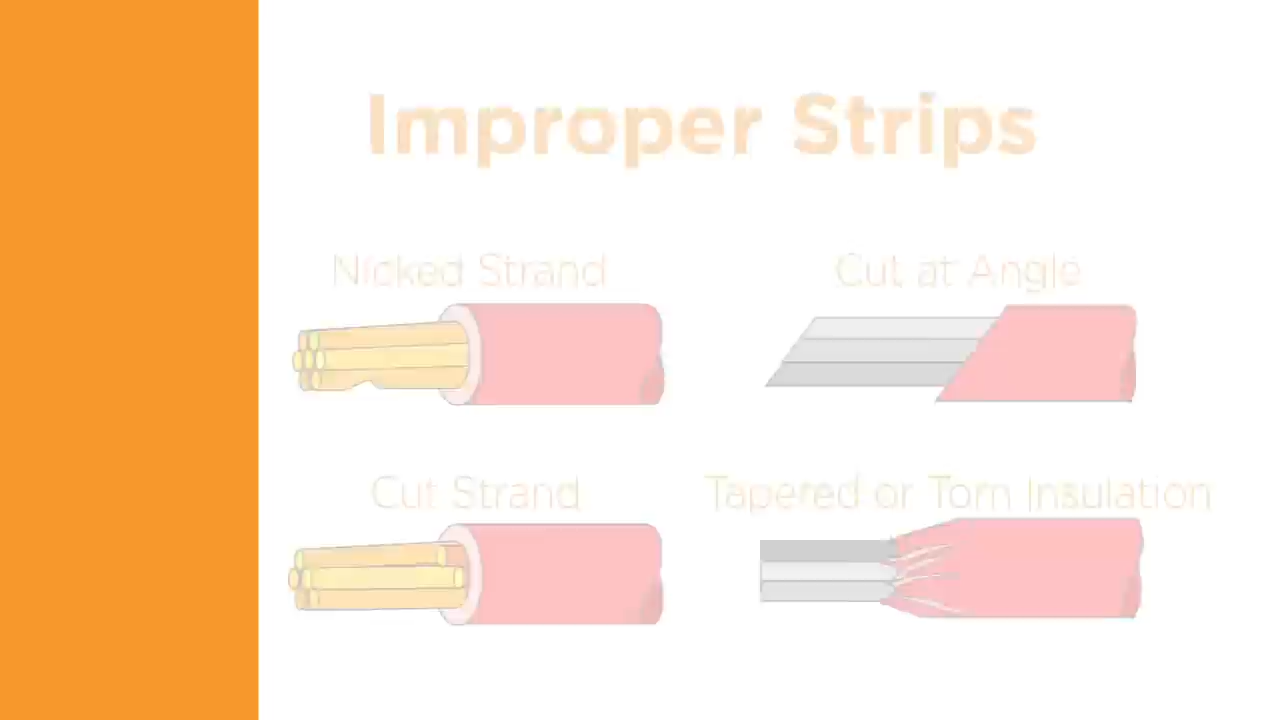 Improper Strips
Nicked Strand
Cut at Angle
Cut Strand
Tapered or Torn Insulation